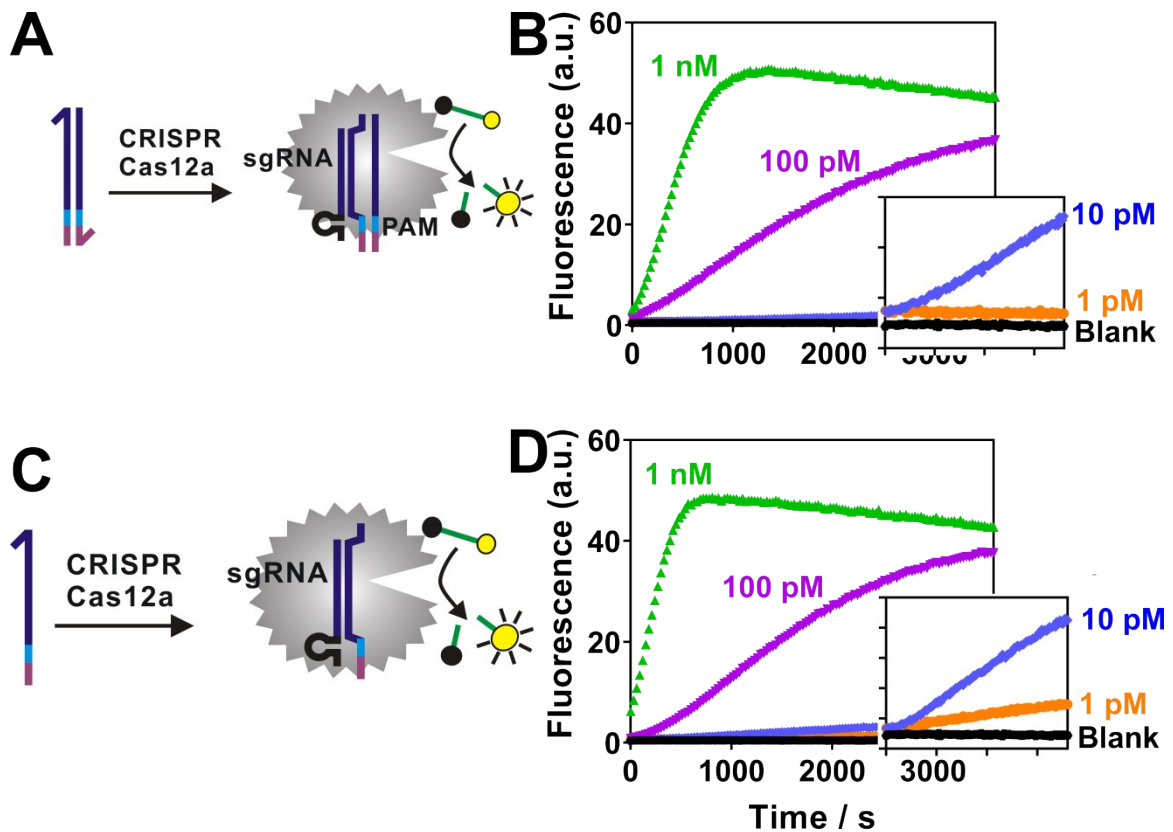 A
CRISPR
Cas12a
sgRNA
PAM
B
Fluorescence (a.u.)
60
40
20
0
1 nM
100 pM
10 pM
1 pM
Blank
0
1000
2000
3000
C
CRISPR
Cas12a
sgRNA
D
Fluorescence (a.u.)
60
40
20
0
1 nM
100 pM
10 pM
1 pM
Blank
0
1000
2000
3000
Time / s